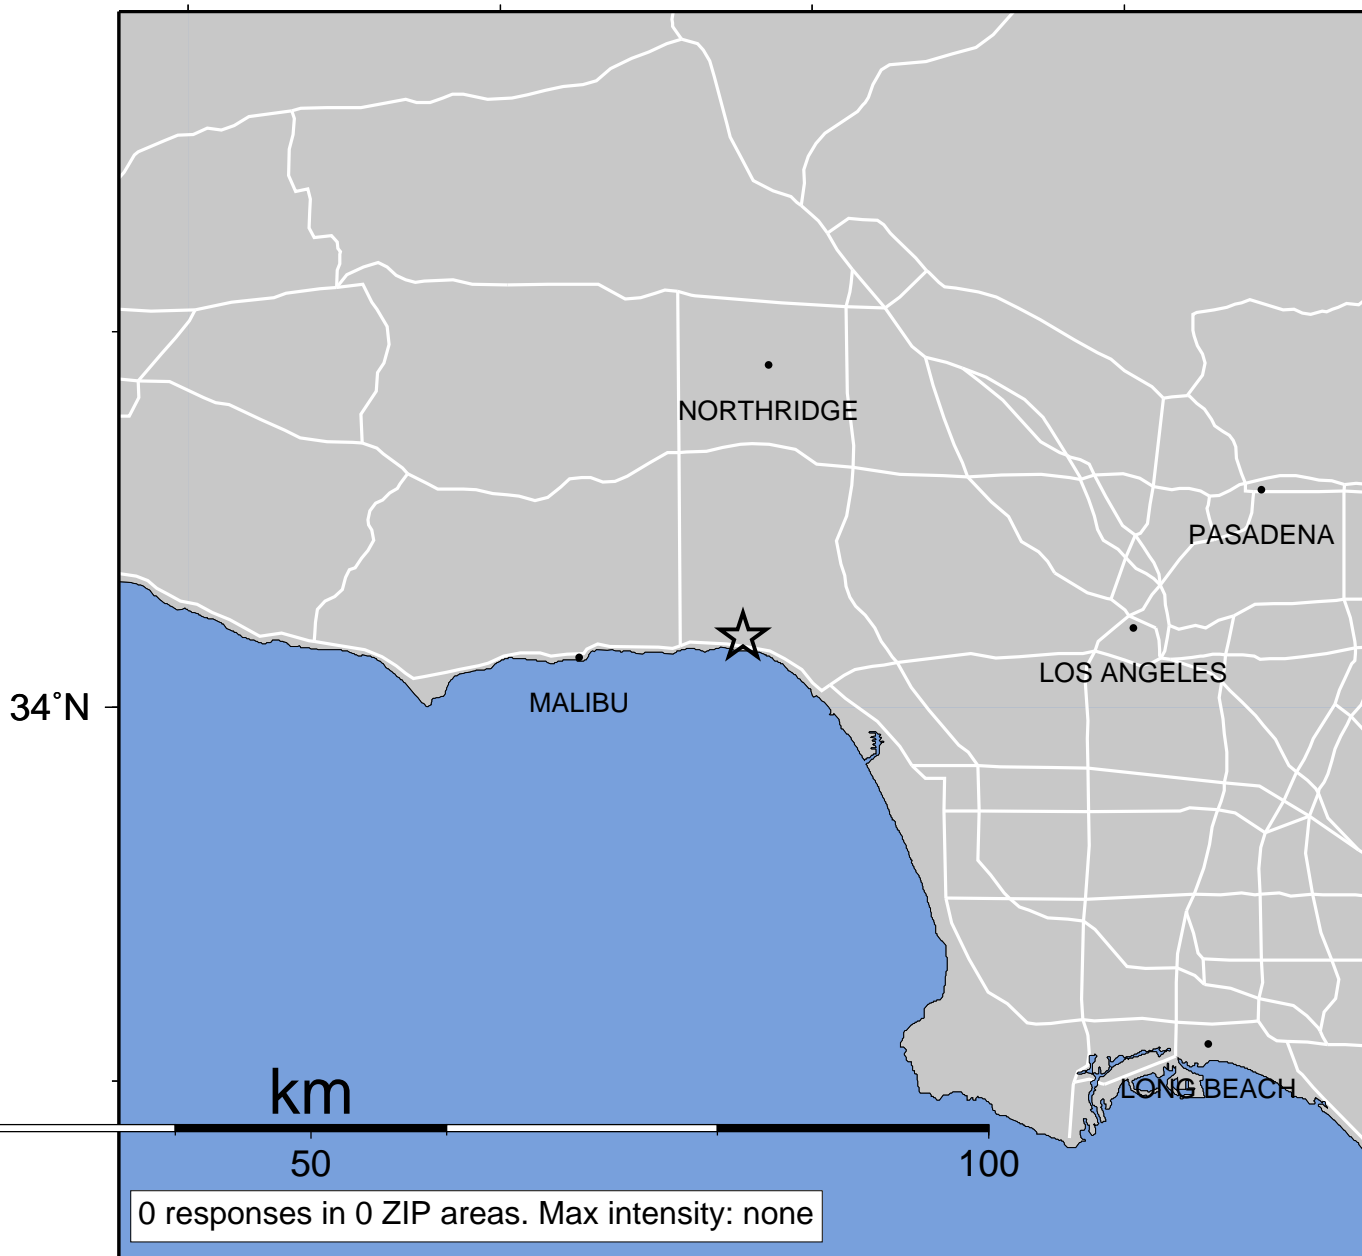 NORTHRIDGE
PASADENA
LOS ANGELES
MALIBU
34°N
km
LONG BEACH
50
100
0 responses in 0 ZIP areas. Max intensity: none